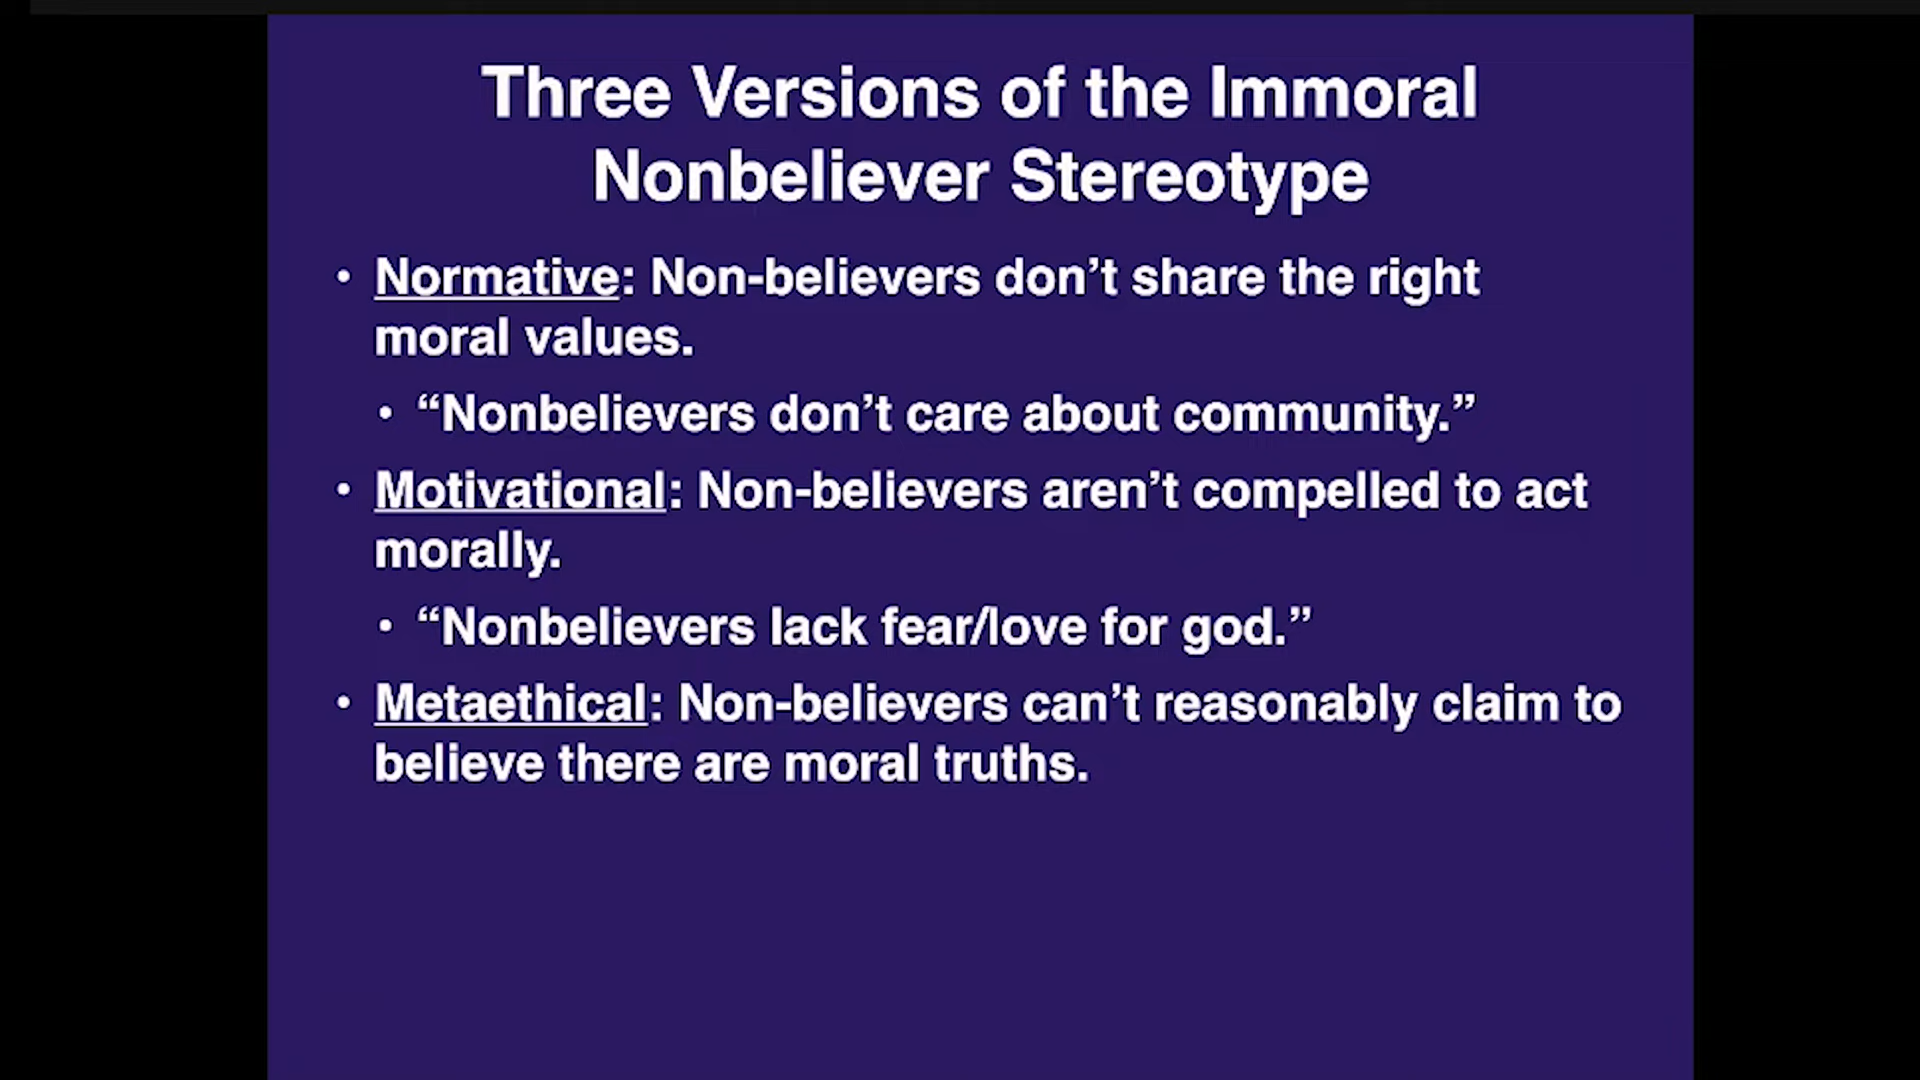 Three Versions of the Immoral
Nonbeliever Stereotype
• Normative: Non-believers don’t share the right
moral values.
• “Nonbelievers don’t care about community.”
• Motivational: Non-believers aren’t compelled to act
morally.
• “Nonbelievers lack fear/love for god.”
• Metaethical: Non-believers can’t reasonably claim to
believe there are moral truths.